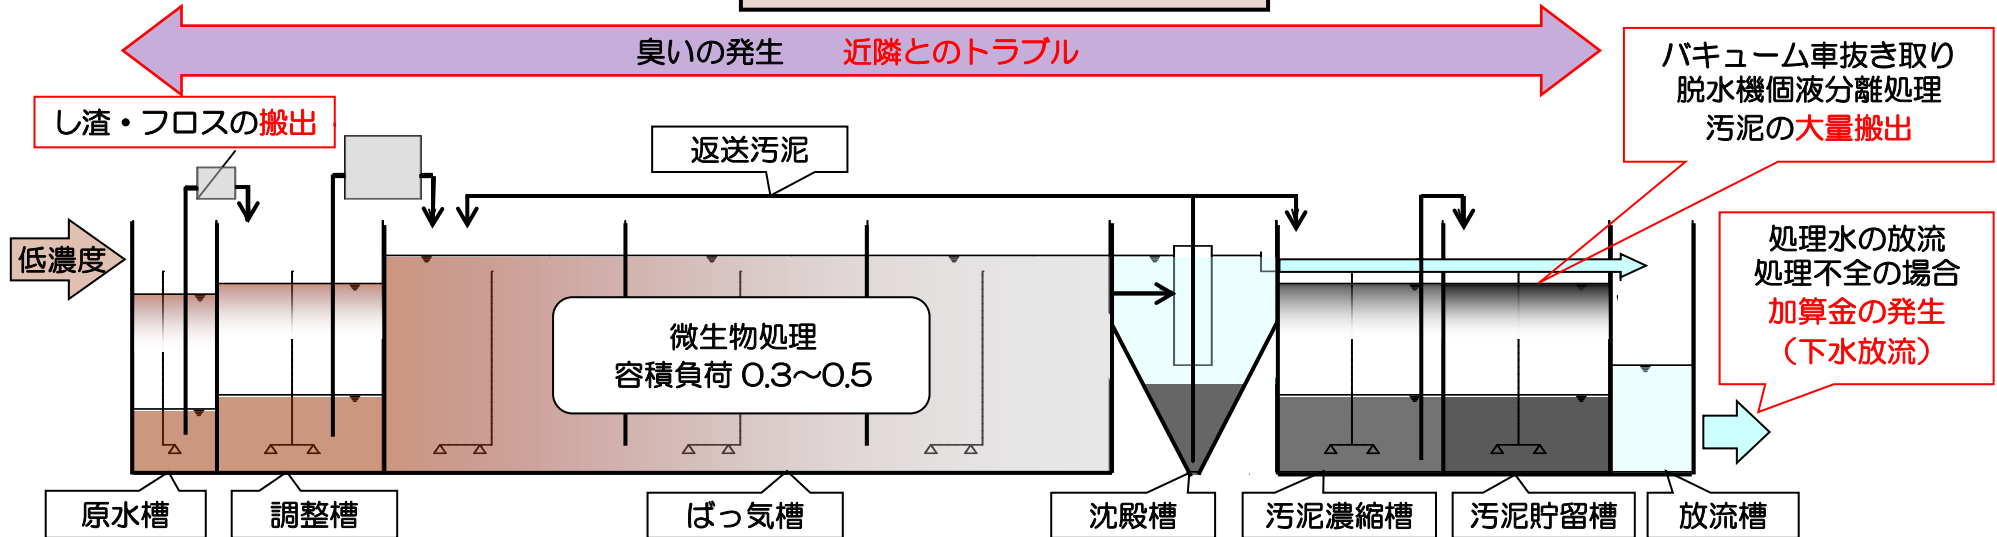 臭いの発生　近隣とのトラブル
し渣・フロスの搬出
返送汚泥
バキューム車抜き取り
脱水機個液分離処理
汚泥の大量搬出
低濃度
処理水の放流
処理不全の場合
加算金の発生
（下水放流）
微生物処理
容積負荷 0.3～0.5
原水槽
調整槽
ばっ気槽
沈殿槽
汚泥濃縮槽
汚泥貯留槽
放流槽